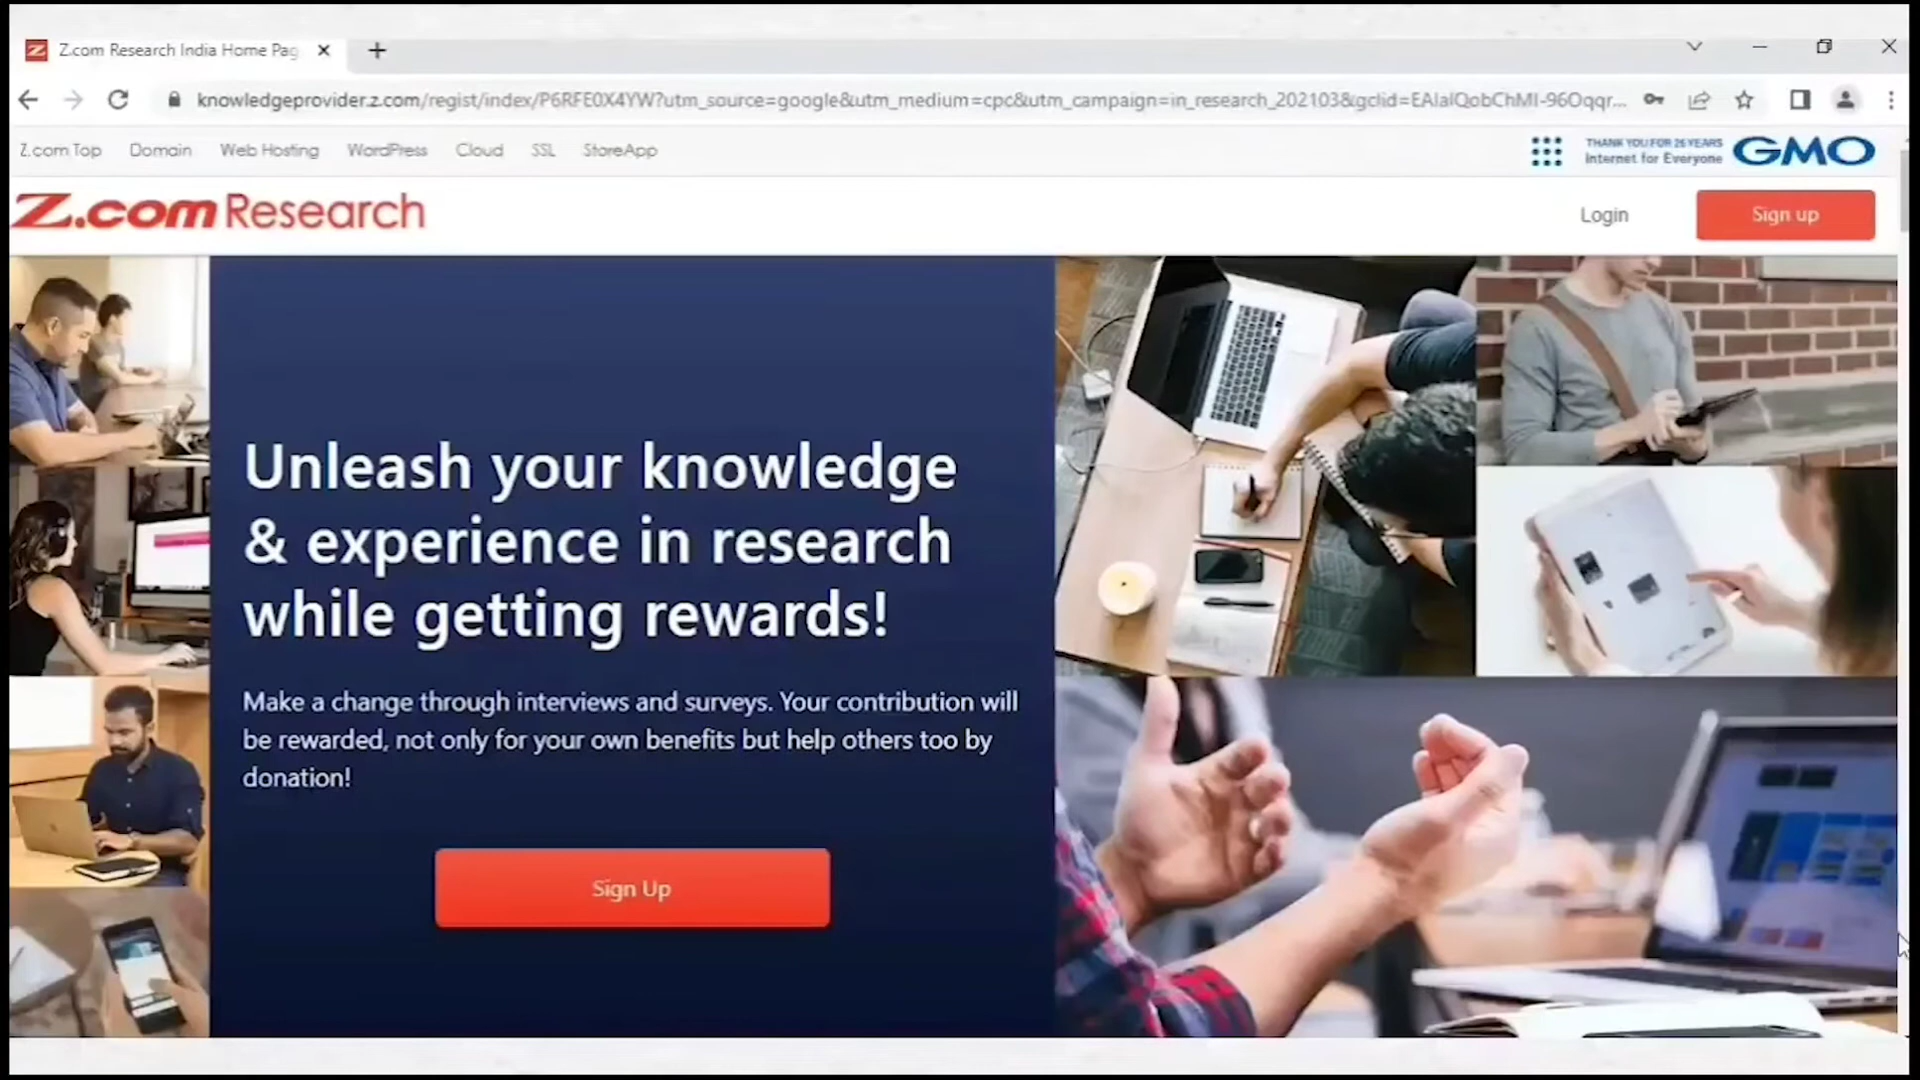 Z.com Research India Home Pag
knowledgeprovider.z.com/regist/index/P6RFE0X4YW?utm_source=google&utm_medium=cpc&utm_campaign=in_research_202103&gclid=EAIaIQobChMI-96Oqqr...
Z.com Top Domain Web Hosting WordPress Cloud SSL StoreApp
THANK YOU FOR 26 YEARS
Internet for Everyone
GMO
Z.com Research
Login
Sign up
Unleash your knowledge
& experience in research
while getting rewards!
Make a change through interviews and surveys. Your contribution will
be rewarded, not only for your own benefits but help others too by
donation!
Sign Up